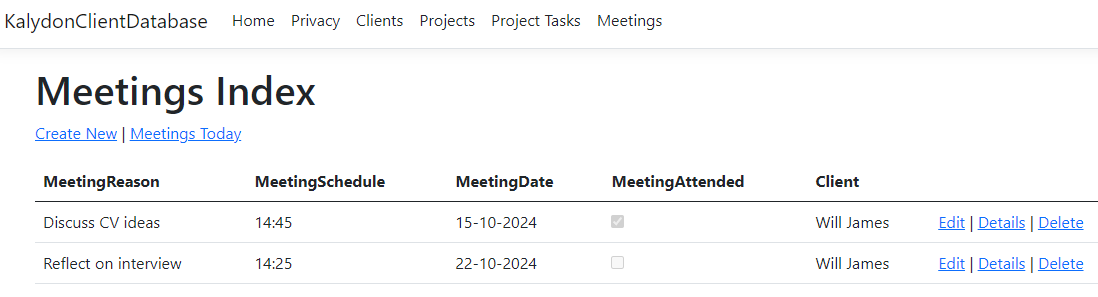 KalydonClientDatabase Home Privacy Clients Projects Project Tasks Meetings
Meetings Index
Create New | Meetings Today
MeetingReason MeetingSchedule MeetingDate MeetingAttended Client
Discuss CV ideas 14:45 15-10-2024 Will James Edit | Details | Delete
Reflect on interview 14:25 22-10-2024 Will James Edit | Details | Delete